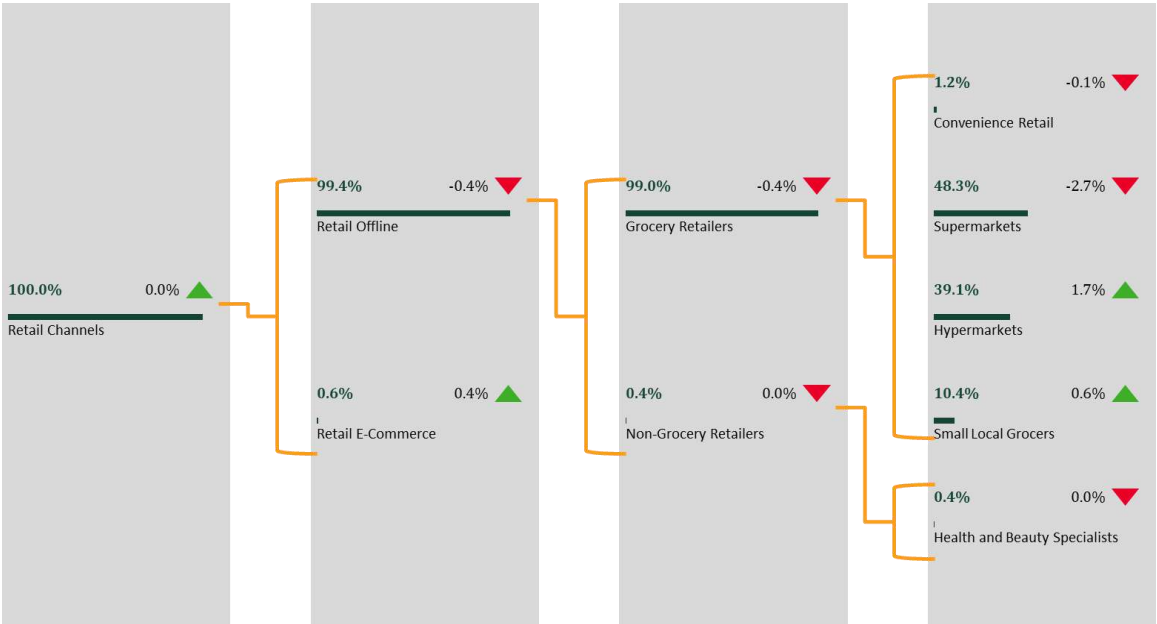 100.0% 0.0%
Retail Channels
99.4% -0.4%
Retail Offline
0.6% 0.4%
Retail E-Commerce
99.0% -0.4%
Grocery Retailers
0.4% 0.0%
Non-Grocery Retailers
1.2% -0.1%
Convenience Retail
48.3% -2.7%
Supermarkets
39.1% 1.7%
Hypermarkets
10.4% 0.6%
Small Local Grocers
0.4% 0.0%
Health and Beauty Specialists